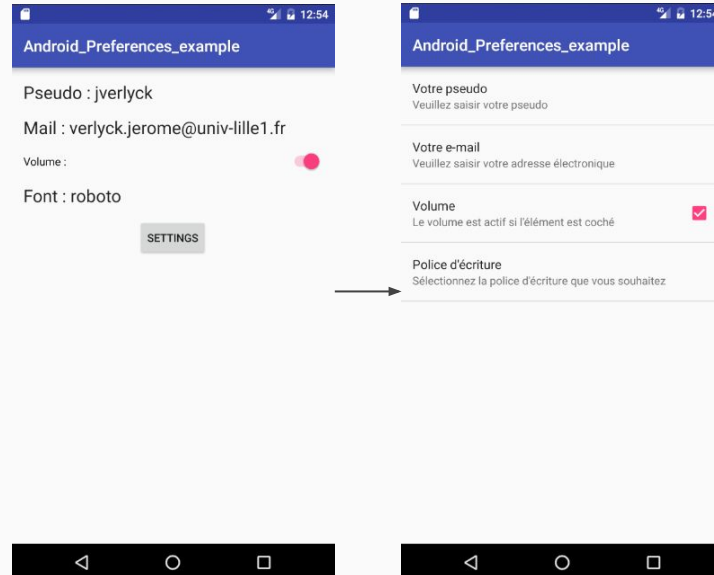 4G 12:54
Android_Preferences_example
Pseudo : jverlyck
Mail : verlyck.jerome@univ-lille1.fr
Volume :
Font : roboto
SETTINGS
4G 12:54
Android_Preferences_example
Votre pseudo
Veuillez saisir votre pseudo
Votre e-mail
Veuillez saisir votre adresse électronique
Volume
Le volume est actif si l'élément est coché
Police d'écriture
Sélectionnez la police d'écriture que vous souhaitez